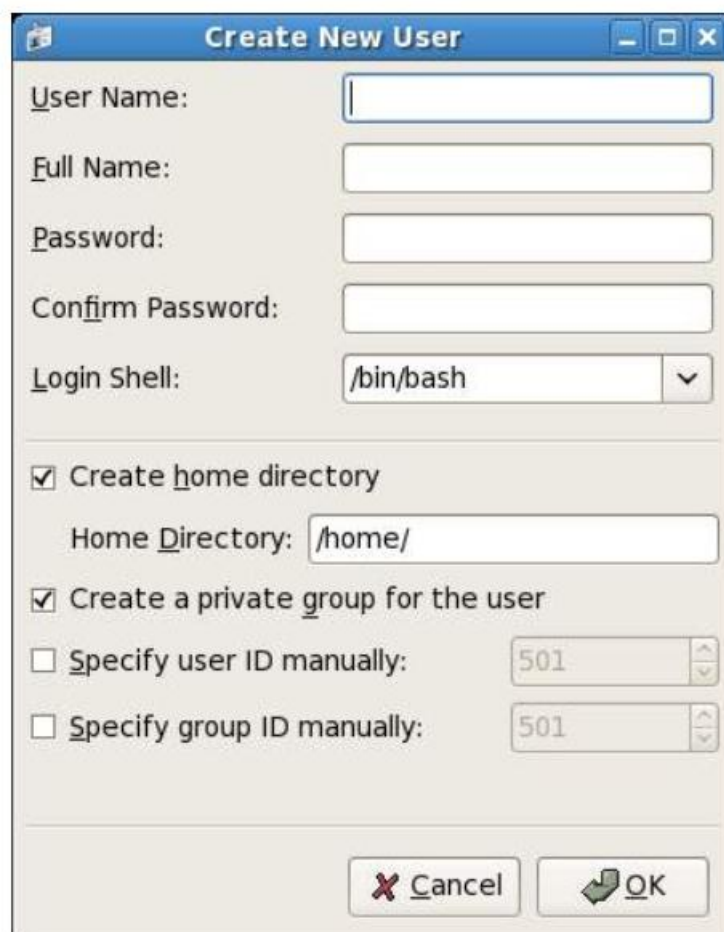 Create New User
User Name:
Full Name:
Password:
Confirm Password:
Login Shell: /bin/bash
Create home directory
Home Directory: /home/
Create a private group for the user
Specify user ID manually: 501
Specify group ID manually: 501
Cancel OK